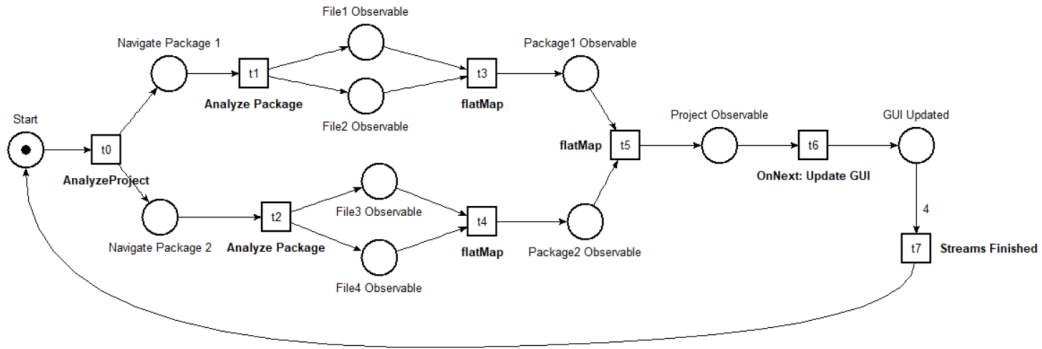 File1 Observable
Navigate Package 1
Package1 Observable
t1
t3
Analyze Package
flatMap
File2 Observable
Start
Project Observable
GUI Updated
t0
flatMap
t5
t6
AnalyzeProject
OnNext: Update GUI
File3 Observable
4
t2
t4
Navigate Package 2
Analyze Package
flatMap
Package2 Observable
t7
Streams Finished
File4 Observable